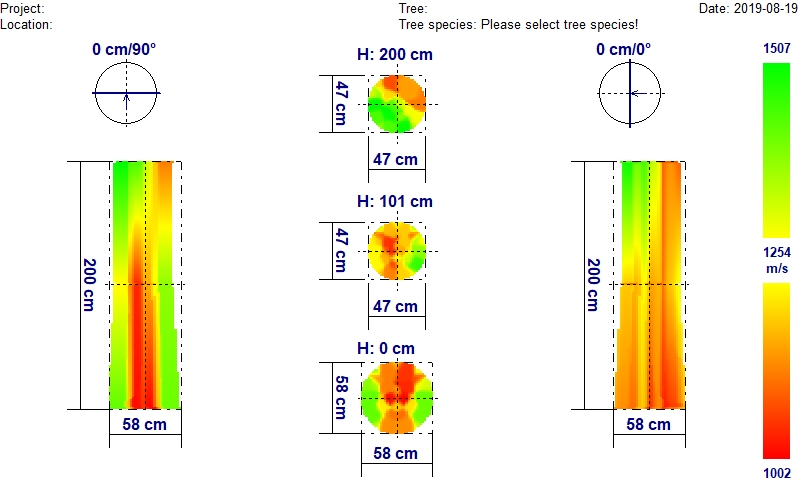 Project:
Tree:
Date: 2019-08-19
Location:
Tree species: Please select tree species!
0 cm/90°
H: 200 cm
0 cm/0°
1507
47 cm
47 cm
H: 101 cm
200 cm
47 cm
200 cm
1254
m/s
47 cm
H: 0 cm
58 cm
58 cm
58 cm
58 cm
1002